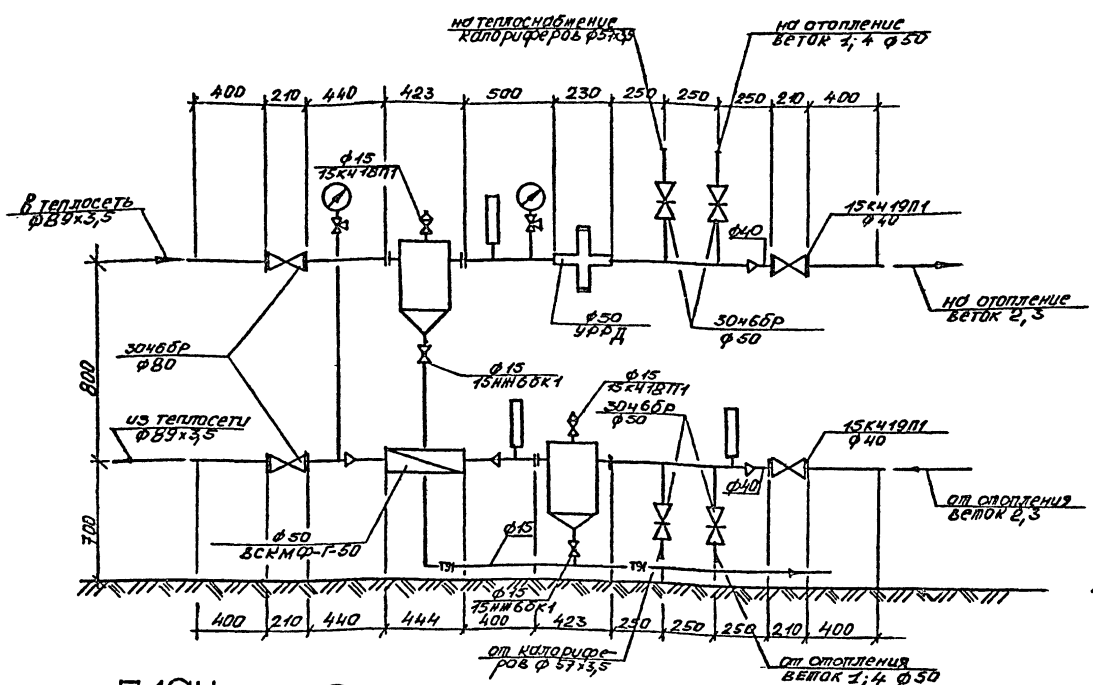 на теплоснабжение
калориферов ф57х3,5
на отопление
веток 1; 4 ф50
400 210 440 423 500 230 250 250 250 210 400
ф15
15кч18п1
в теплосеть
ф89х3,5
15кч19п1
ф40
ф40
на отопление
веток 2,3
ф50
УРРД
30ч6бр
ф50
30ч6бр
ф80
800
ф15
15нж6бк1
ф15
15кч18п1
30ч6бр
ф50
15кч19п1
ф40
из теплосети
ф89х3,5
ф40
от отопления
веток 2,3
700
ф50
ВСКМ Ф-Г-50
ф15
Т91
Т91
ф15
15нж6бк1
400 210 440 444 400 423 250 250 250 210 400
от калорифе-
ров ф57х3,5
от отопления
веток 1; 4 ф50